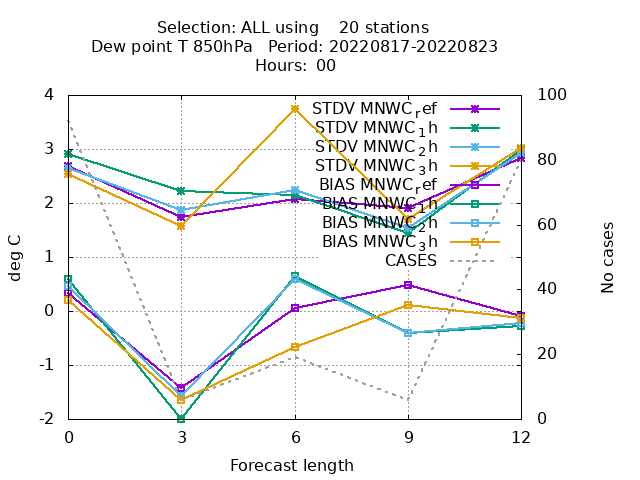 Selection: ALL using    20 stations
Dew point T 850hPa   Period: 20220817-20220823
Hours:  00
4
3
2
1
0
-1
-2
100
80
60
40
20
0
deg C
No cases
STDV MNWC_ref
STDV MNWC_1h
STDV MNWC_2h
STDV MNWC_3h
BIAS MNWC_ref
BIAS MNWC_1h
BIAS MNWC_2h
BIAS MNWC_3h
CASES
0 3 6 9 12
Forecast length